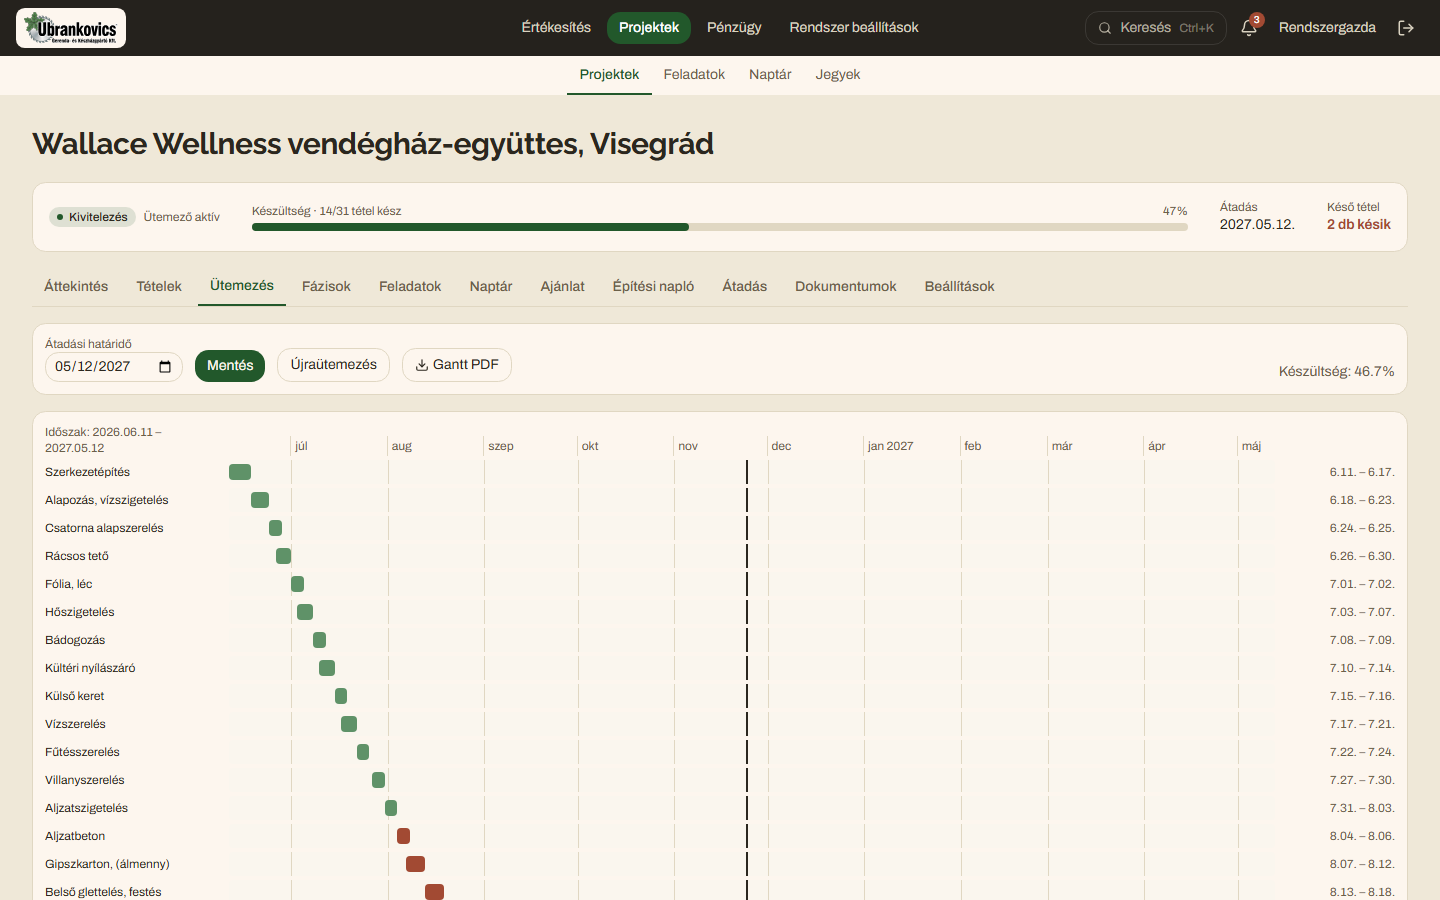 Ubrankovics
Gerenda- és Készházgyártó Kft.
Értékesítés
Projektek
Pénzügy
Rendszer beállítások
Keresés Ctrl+K
3
Rendszergazda
Projektek
Feladatok
Naptár
Jegyek
Wallace Wellness vendégház-együttes, Visegrád
Kivitelezés
Ütemező aktív
Készültség · 14/31 tétel kész
47%
Átadás
2027.05.12.
Késő tétel
2 db késik
Áttekintés
Tételek
Ütemezés
Fázisok
Feladatok
Naptár
Ajánlat
Építési napló
Átadás
Dokumentumok
Beállítások
Átadási határidő
05/12/2027
Mentés
Újraütemezés
Gantt PDF
Készültség: 46.7%
Időszak: 2026.06.11 –
2027.05.12
júl
aug
szep
okt
nov
dec
jan 2027
feb
már
ápr
máj
Szerkezetépítés 6.11. – 6.17.
Alapozás, vízszigetelés 6.18. – 6.23.
Csatorna alapszerelés 6.24. – 6.25.
Rácsos tető 6.26. – 6.30.
Fólia, léc 7.01. – 7.02.
Hőszigetelés 7.03. – 7.07.
Bádogozás 7.08. – 7.09.
Kültéri nyílászáró 7.10. – 7.14.
Külső keret 7.15. – 7.16.
Vízszerelés 7.17. – 7.21.
Fűtésszerelés 7.22. – 7.24.
Villanyszerelés 7.27. – 7.30.
Aljzatszigetelés 7.31. – 8.03.
Aljzatbeton 8.04. – 8.06.
Gipszkarton, (álmenny) 8.07. – 8.12.
Belső glettelés, festés 8.13. – 8.18.